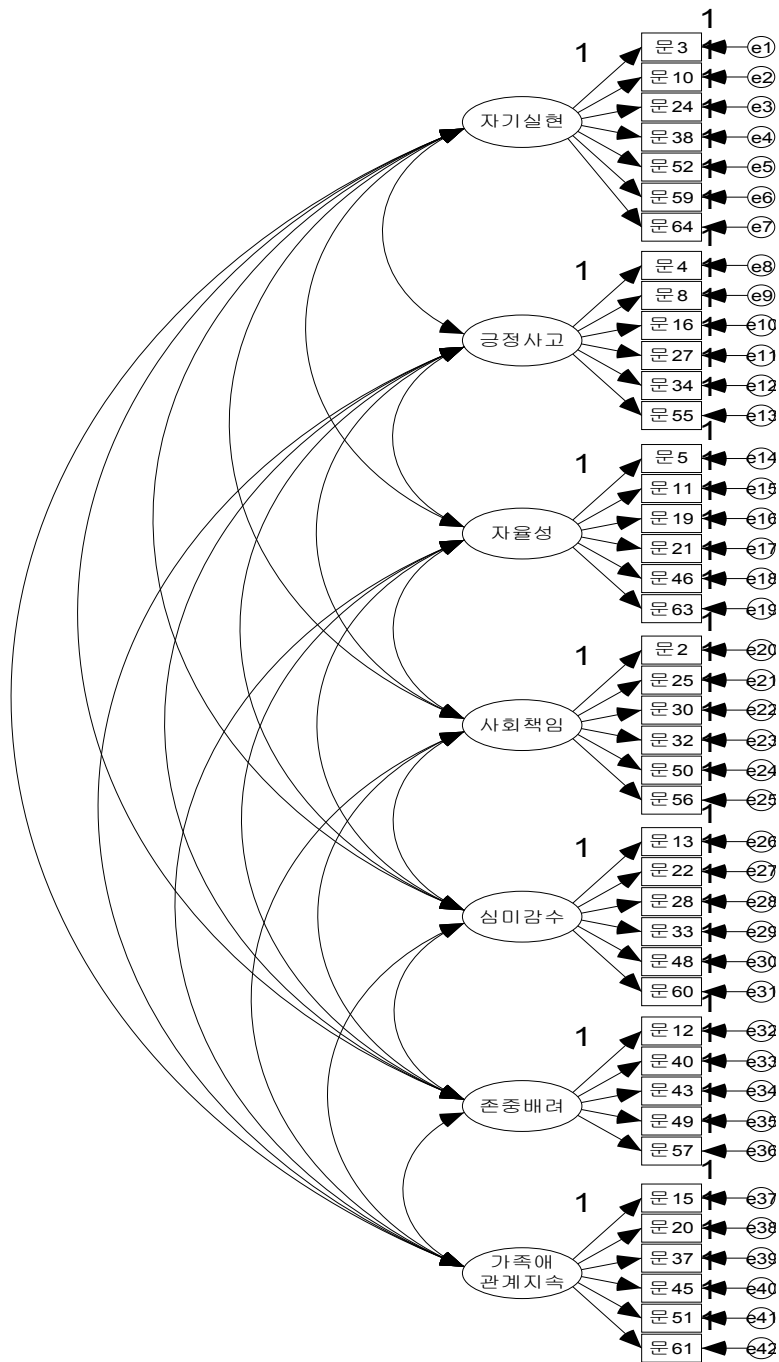 1
1
문3
e1
문10
e2
자기실현
문24
e3
문38
e4
문52
e5
문59
e6
문64
e7
1
1
문4
e8
문8
e9
긍정사고
문16
e10
문27
e11
문34
e12
문55
e13
1
1
문5
e14
문11
e15
자율성
문19
e16
문21
e17
문46
e18
문63
e19
1
1
문2
e20
문25
e21
사회책임
문30
e22
문32
e23
문50
e24
문56
e25
1
1
문13
e26
문22
e27
심미감수
문28
e28
문33
e29
문48
e30
문60
e31
1
1
문12
e32
문40
e33
존중배려
문43
e34
문49
e35
문57
e36
1
1
문15
e37
문20
e38
가족애
관계지속
문37
e39
문45
e40
문51
e41
문61
e42